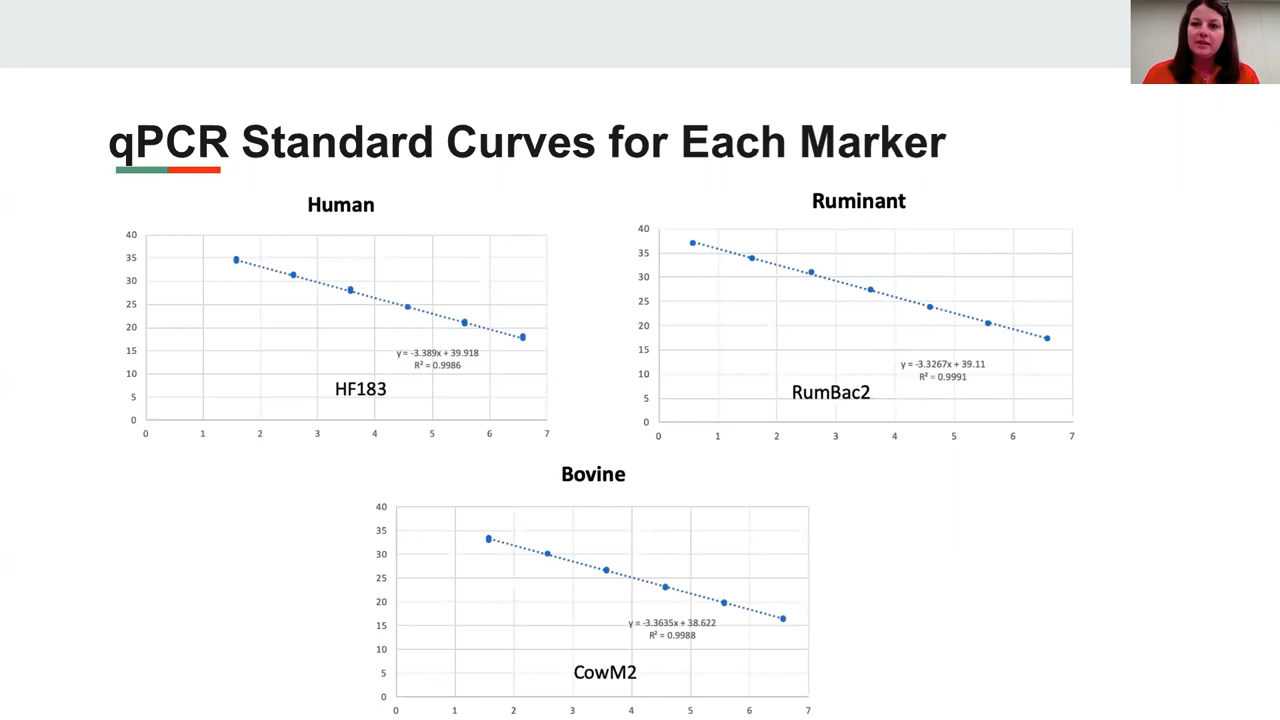 qPCR Standard Curves for Each Marker
Human
40
35
30
25
20
15
10
5
0
0 1 2 3 4 5 6 7
y = -3.389x + 39.918
R² = 0.9986
HF183
Ruminant
40
35
30
25
20
15
10
5
0
0 1 2 3 4 5 6 7
y = -3.3267x + 39.11
R² = 0.9991
RumBac2
Bovine
40
35
30
25
20
15
10
5
0
0 1 2 3 4 5 6 7
y = -3.3635x + 38.622
R² = 0.9988
CowM2